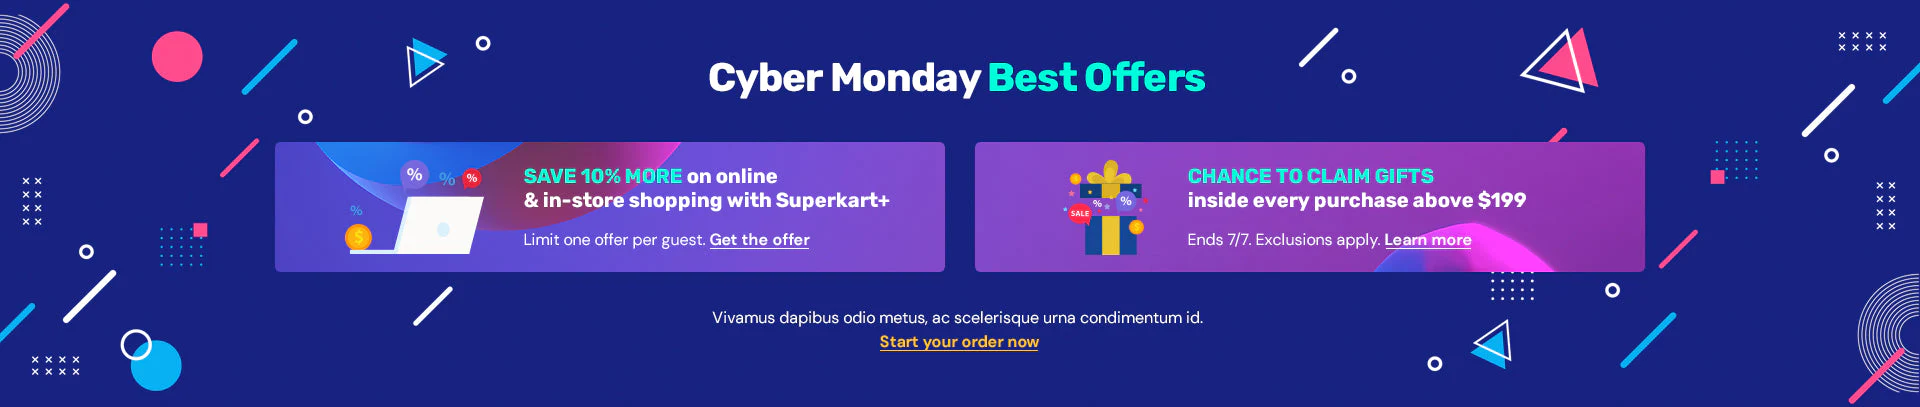 Cyber Monday Best Offers
%
%
%
%
$
SAVE 10% MORE on online
& in-store shopping with Superkart+
Limit one offer per guest. Get the offer
SALE
%
%
$
CHANCE TO CLAIM GIFTS
inside every purchase above $199
Ends 7/7. Exclusions apply. Learn more
Vivamus dapibus odio metus, ac scelerisque urna condimentum id.
Start your order now